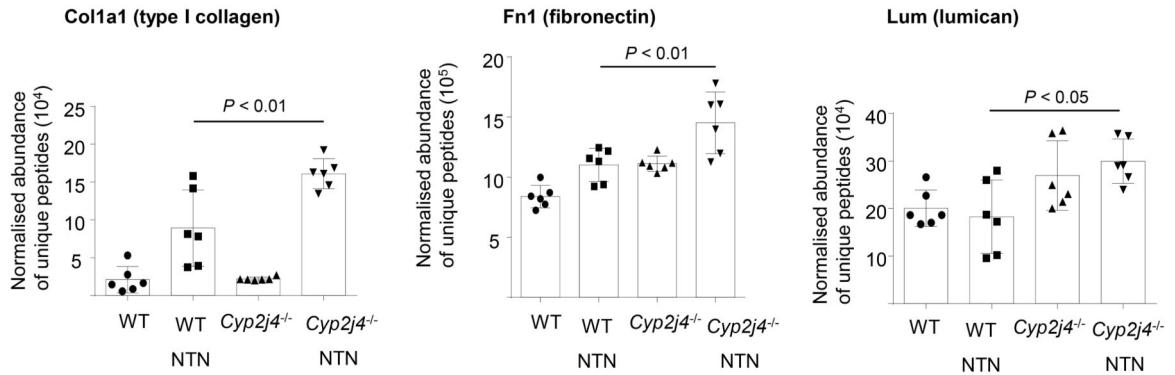 Col1a1 (type I collagen)
Normalised abundance
of unique peptides (10⁴)
25
20
15
10
5
P < 0.01
WT
WT
Cyp2j4⁻/⁻
Cyp2j4⁻/⁻
NTN
NTN
Fn1 (fibronectin)
Normalised abundance
of unique peptides (10⁵)
20
15
10
5
P < 0.01
WT
WT
Cyp2j4⁻/⁻
Cyp2j4⁻/⁻
NTN
NTN
Lum (lumican)
Normalised abundance
of unique peptides (10⁴)
40
30
20
10
P < 0.05
WT
WT
Cyp2j4⁻/⁻
Cyp2j4⁻/⁻
NTN
NTN